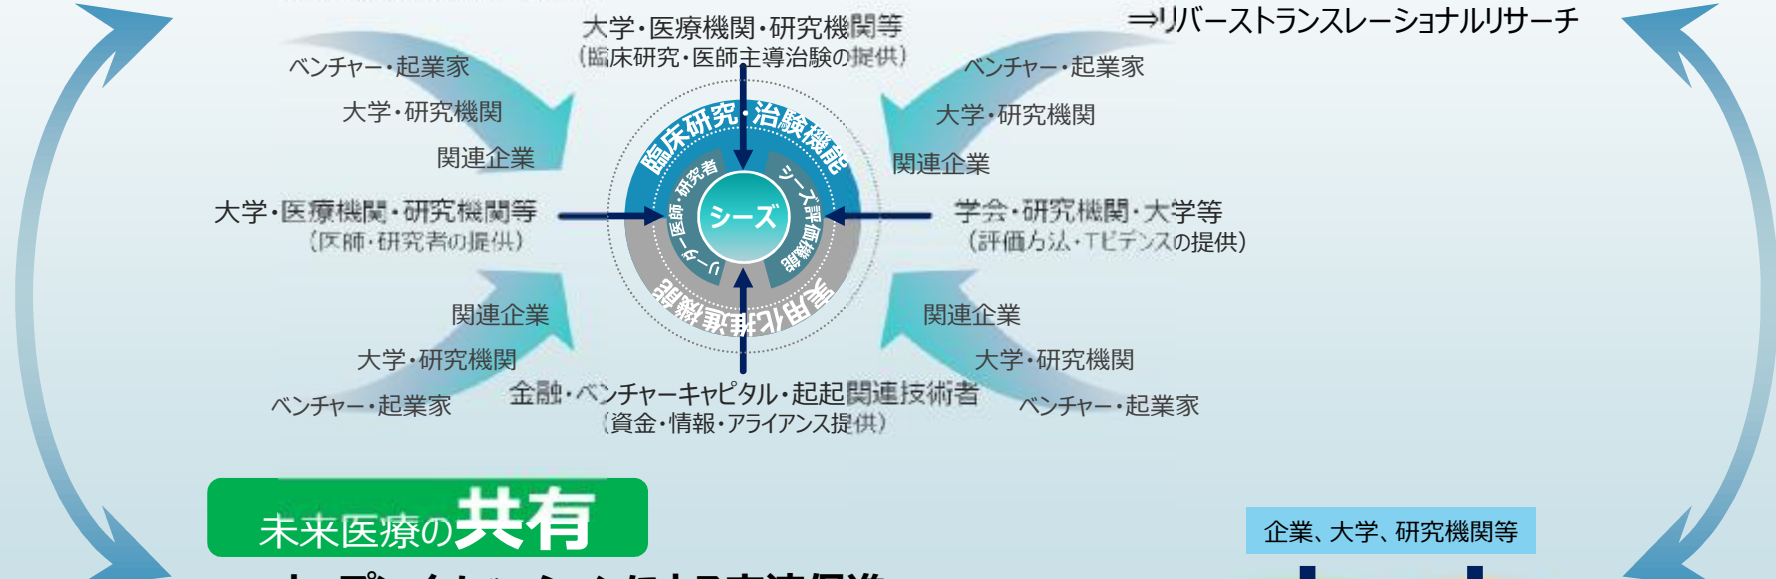 大学・医療機関・研究機関等
(臨床研究・医師主導治験の提供)
⇒リバーストランスレーショナルリサーチ
ベンチャー・起業家
大学・研究機関
関連企業
ベンチャー・起業家
大学・研究機関
関連企業
臨床研究・治験機能
リーダー医師・研究者
シーズ
シーズ評価機能
実用化推進機能
大学・医療機関・研究機関等
(医師・研究者の提供)
学会・研究機関・大学等
(評価方法・エビデンスの提供)
関連企業
大学・研究機関
ベンチャー・起業家
関連企業
大学・研究機関
ベンチャー・起業家
金融・ベンチャーキャピタル・起起関連技術者
(資金・情報・アライアンス提供)
未来医療の共有
企業、大学、研究機関等